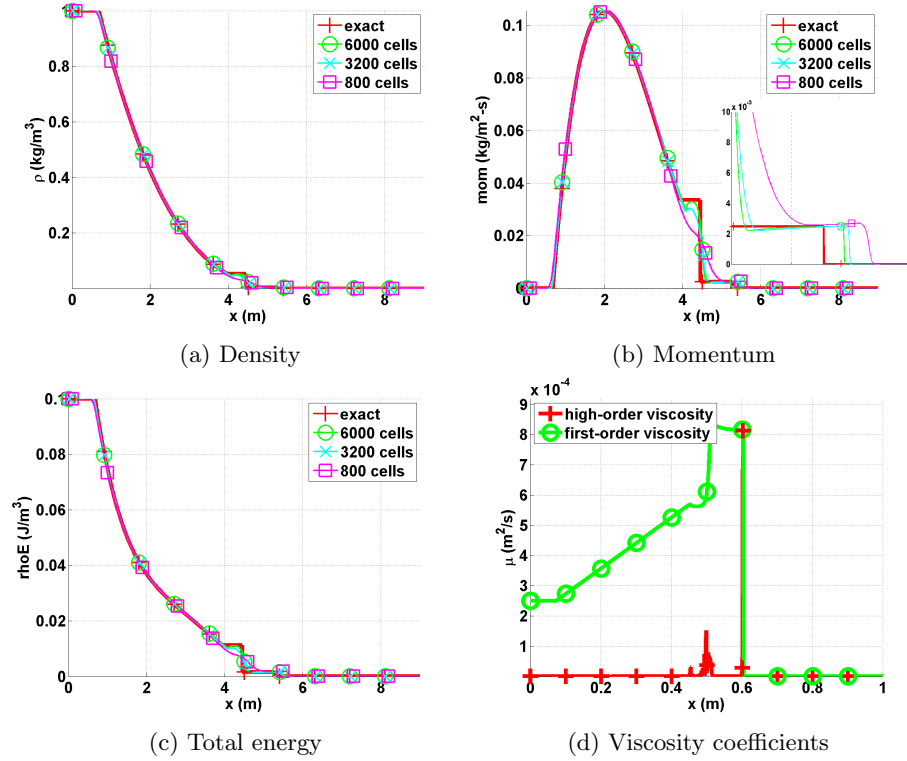 exact
6000 cells
3200 cells
800 cells
ρ (kg/m³)
0.2
0.4
0.6
0.8
0
2
4
6
8
x (m)
(a) Density
exact
6000 cells
3200 cells
800 cells
mom (kg/m²·s)
0.1
0.08
0.06
0.04
0.02
0
0
2
4
6
8
x (m)
x 10⁻³
10
8
6
4
2
0
(b) Momentum
exact
6000 cells
3200 cells
800 cells
rhoE (J/m³)
0.08
0.06
0.04
0.02
0
0
2
4
6
8
x (m)
(c) Total energy
x 10⁻⁴
high-order viscosity
first-order viscosity
μ (m²/s)
9
8
7
6
5
4
3
2
1
0
0.2
0.4
0.6
0.8
1
x (m)
(d) Viscosity coefficients